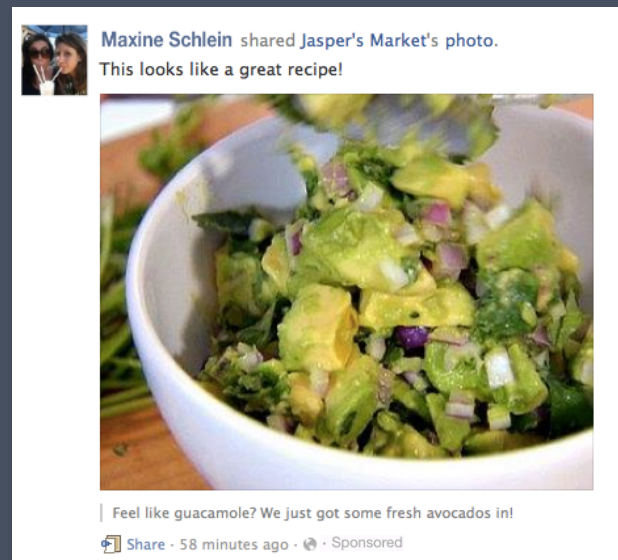 Maxine Schlein shared Jasper's Market's photo.
This looks like a great recipe!
Feel like guacamole? We just got some fresh avocados in!
Share · 58 minutes ago · · Sponsored